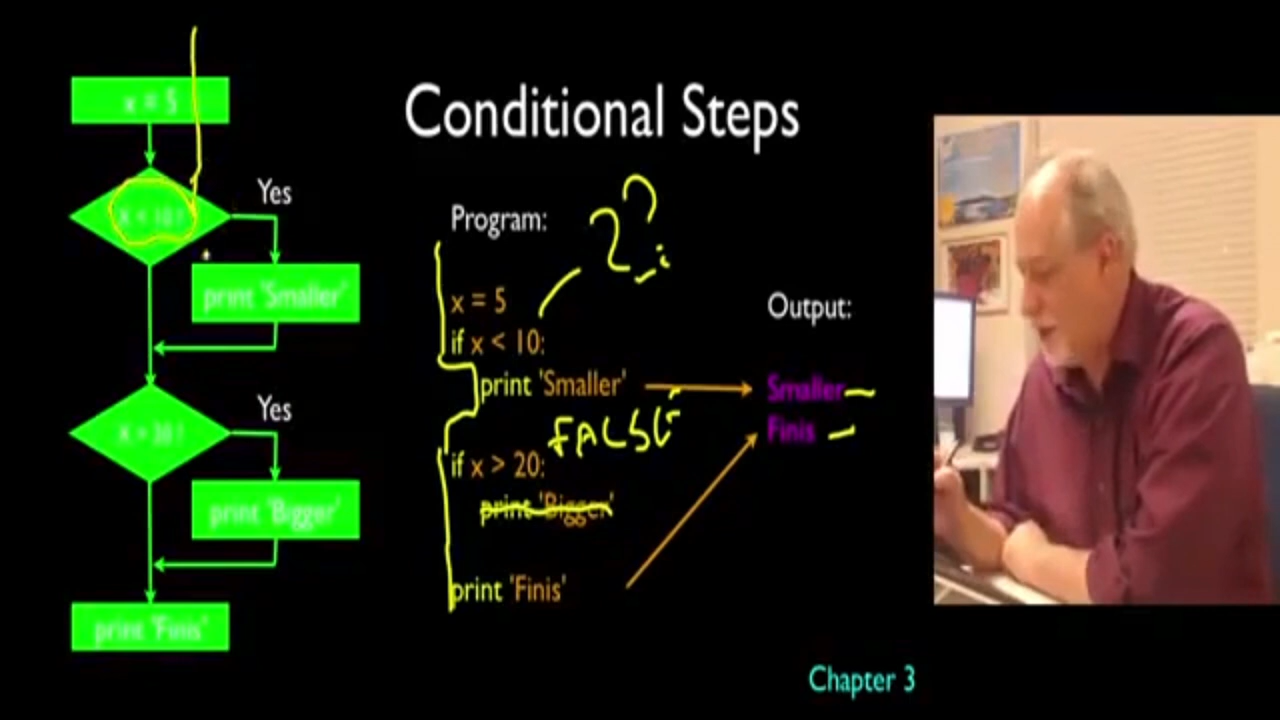 Conditional Steps
x = 5
X < 10 ?
Yes
print 'Smaller'
Yes
print 'Bigger'
print 'Finis'
Program:
??
x = 5
if x < 10:
print 'Smaller'
FALSE
if x > 20:
print 'Bigger'
print 'Finis'
Output:
Smaller
Finis
Chapter 3